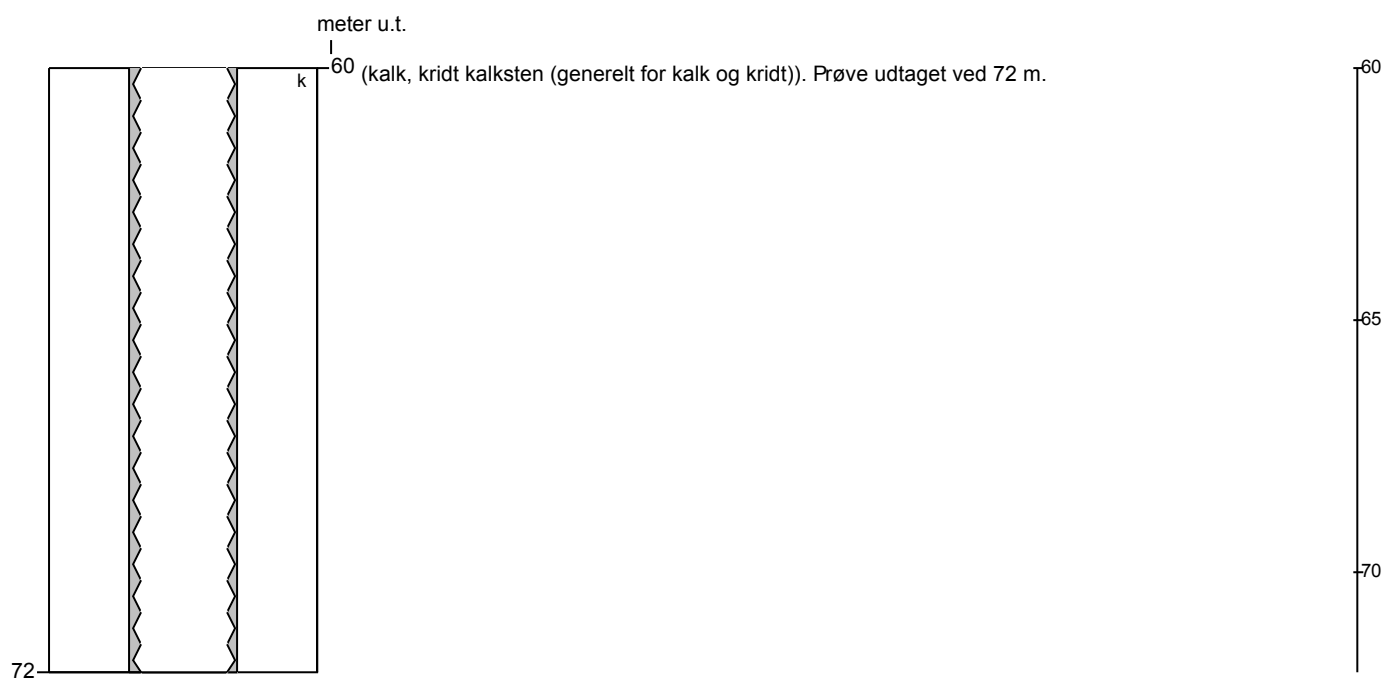 meter u.t.
60 (kalk, kridt kalksten (generelt for kalk og kridt)). Prøve udtaget ved 72 m.
k
60
65
70
72